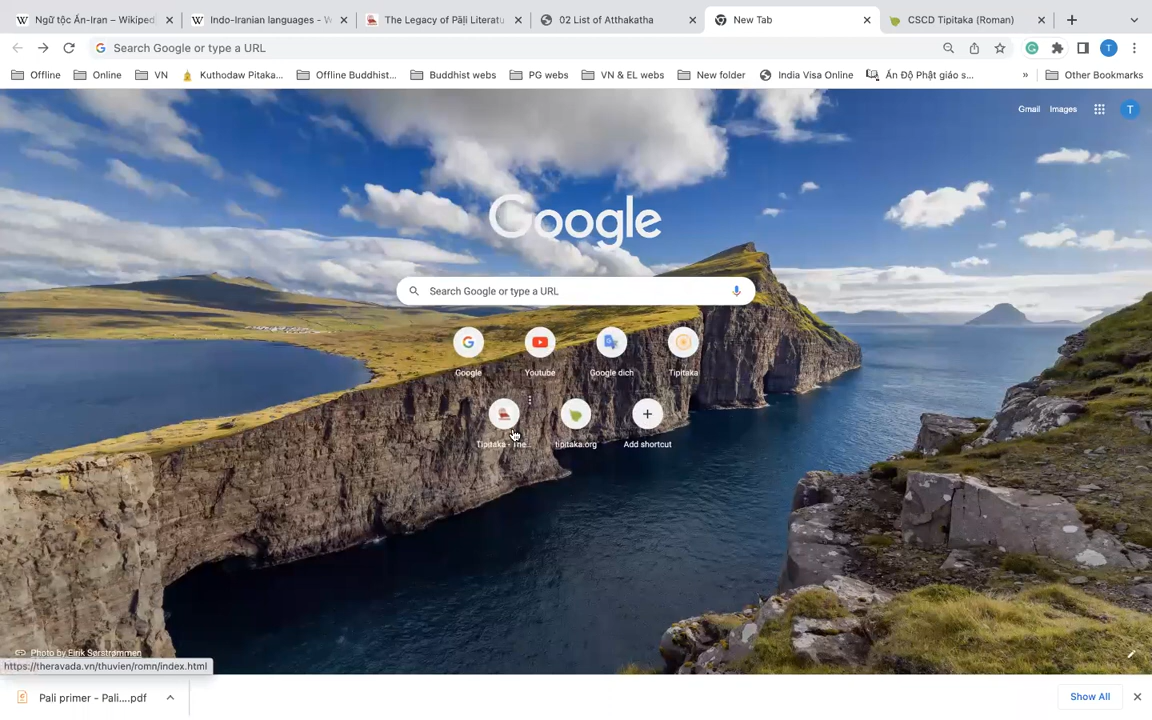 Ngữ tộc Ấn-Iran – Wikiped
Indo-Iranian languages - W
The Legacy of Pāḷi Literatu
02 List of Atthakatha
New Tab
CSCD Tipitaka (Roman)
Search Google or type a URL
T
Offline
Online
VN
Kuthodaw Pitaka...
Offline Buddhist...
Buddhist webs
PG webs
VN & EL webs
New folder
India Visa Online
Ấn Độ Phật giáo s...
»
Other Bookmarks
Gmail
Images
T
Google
Search Google or type a URL
Google
Youtube
Google dich
Tipitaka
Tipitaka - The...
tipitaka.org
Add shortcut
Photo by Eirik Sørstrømmen
https://theravada.vn/thuvien/romn/index.html
Pali primer - Pali....pdf
Show All